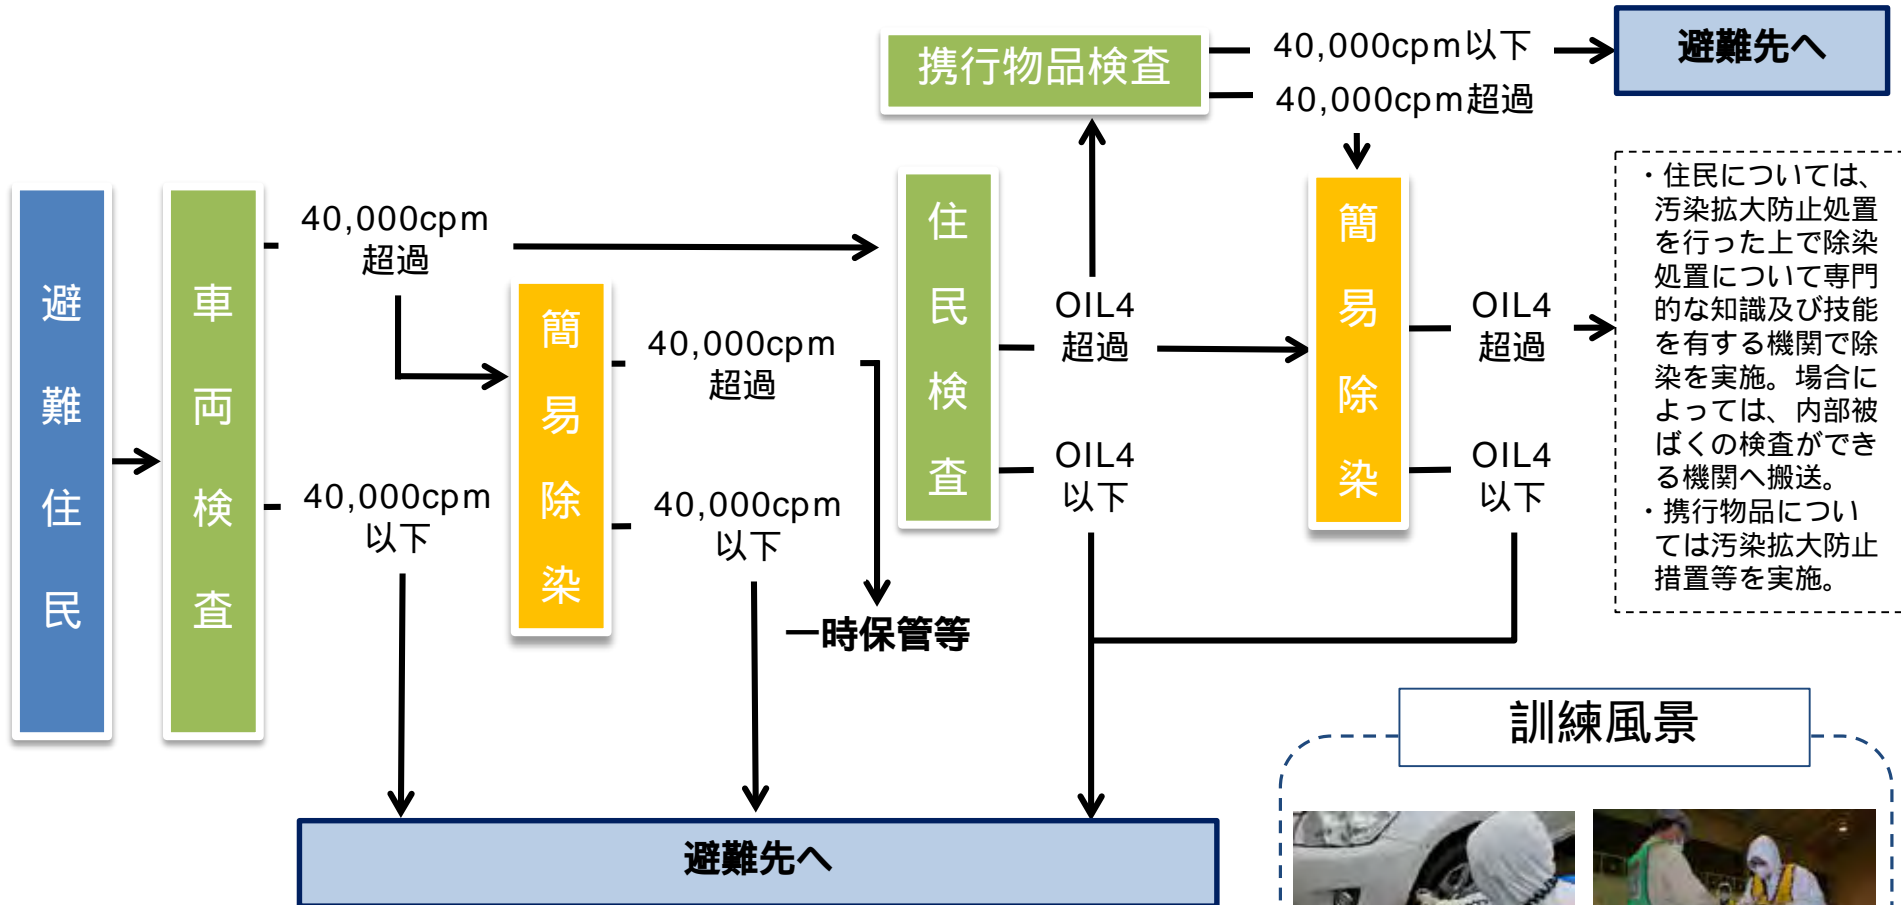 避難住民
車両検査
40,000cpm
超過
40,000cpm
以下
簡易除染
40,000cpm
超過
40,000cpm
以下
一時保管等
住民検査
携行物品検査
40,000cpm以下
40,000cpm超過
避難先へ
OIL4
超過
OIL4
以下
簡易除染
OIL4
超過
OIL4
以下
・住民については、
汚染拡大防止処置
を行った上で除染
処置について専門
的な知識及び技能
を有する機関で除
染を実施。場合に
よっては、内部被
ばくの検査ができ
る機関へ搬送。
・携行物品につい
ては汚染拡大防止
措置等を実施。
避難先へ
訓練風景